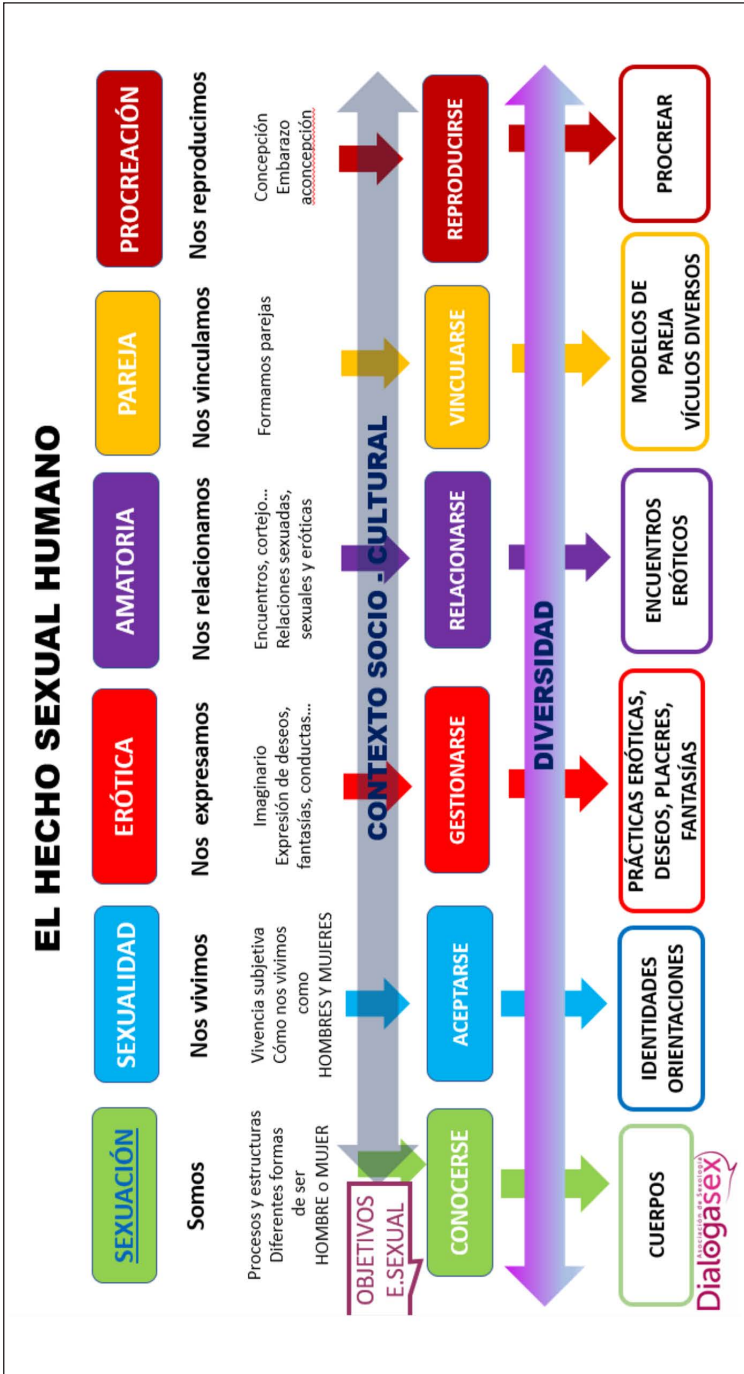 EL HECHO SEXUAL HUMANO
SEXUACIÓN
SEXUALIDAD
ERÓTICA
AMATORIA
PAREJA
PROCREACIÓN
Somos
Nos vivimos
Nos expresamos
Nos relacionamos
Nos vinculamos
Nos reproducimos
Procesos y estructuras
Diferentes formas
de ser
HOMBRE o MUJER
Vivencia subjetiva
Cómo nos vivimos
como
HOMBRES Y MUJERES
Imaginario
Expresión de deseos,
fantasías, conductas...
Encuentros, cortejo...
Relaciones sexuadas,
sexuales y eróticas
Formamos parejas
Concepción
Embarazo
aconcepción
CONTEXTO SOCIO - CULTURAL
OBJETIVOS
E.SEXUAL
CONOCERSE
ACEPTARSE
GESTIONARSE
RELACIONARSE
VINCULARSE
REPRODUCIRSE
DIVERSIDAD
CUERPOS
IDENTIDADES
ORIENTACIONES
PRÁCTICAS ERÓTICAS,
DESEOS, PLACERES,
FANTASÍAS
ENCUENTROS
ERÓTICOS
MODELOS DE
PAREJA
VÍCULOS DIVERSOS
PROCREAR
Asociación de Sexología
Dialogasex